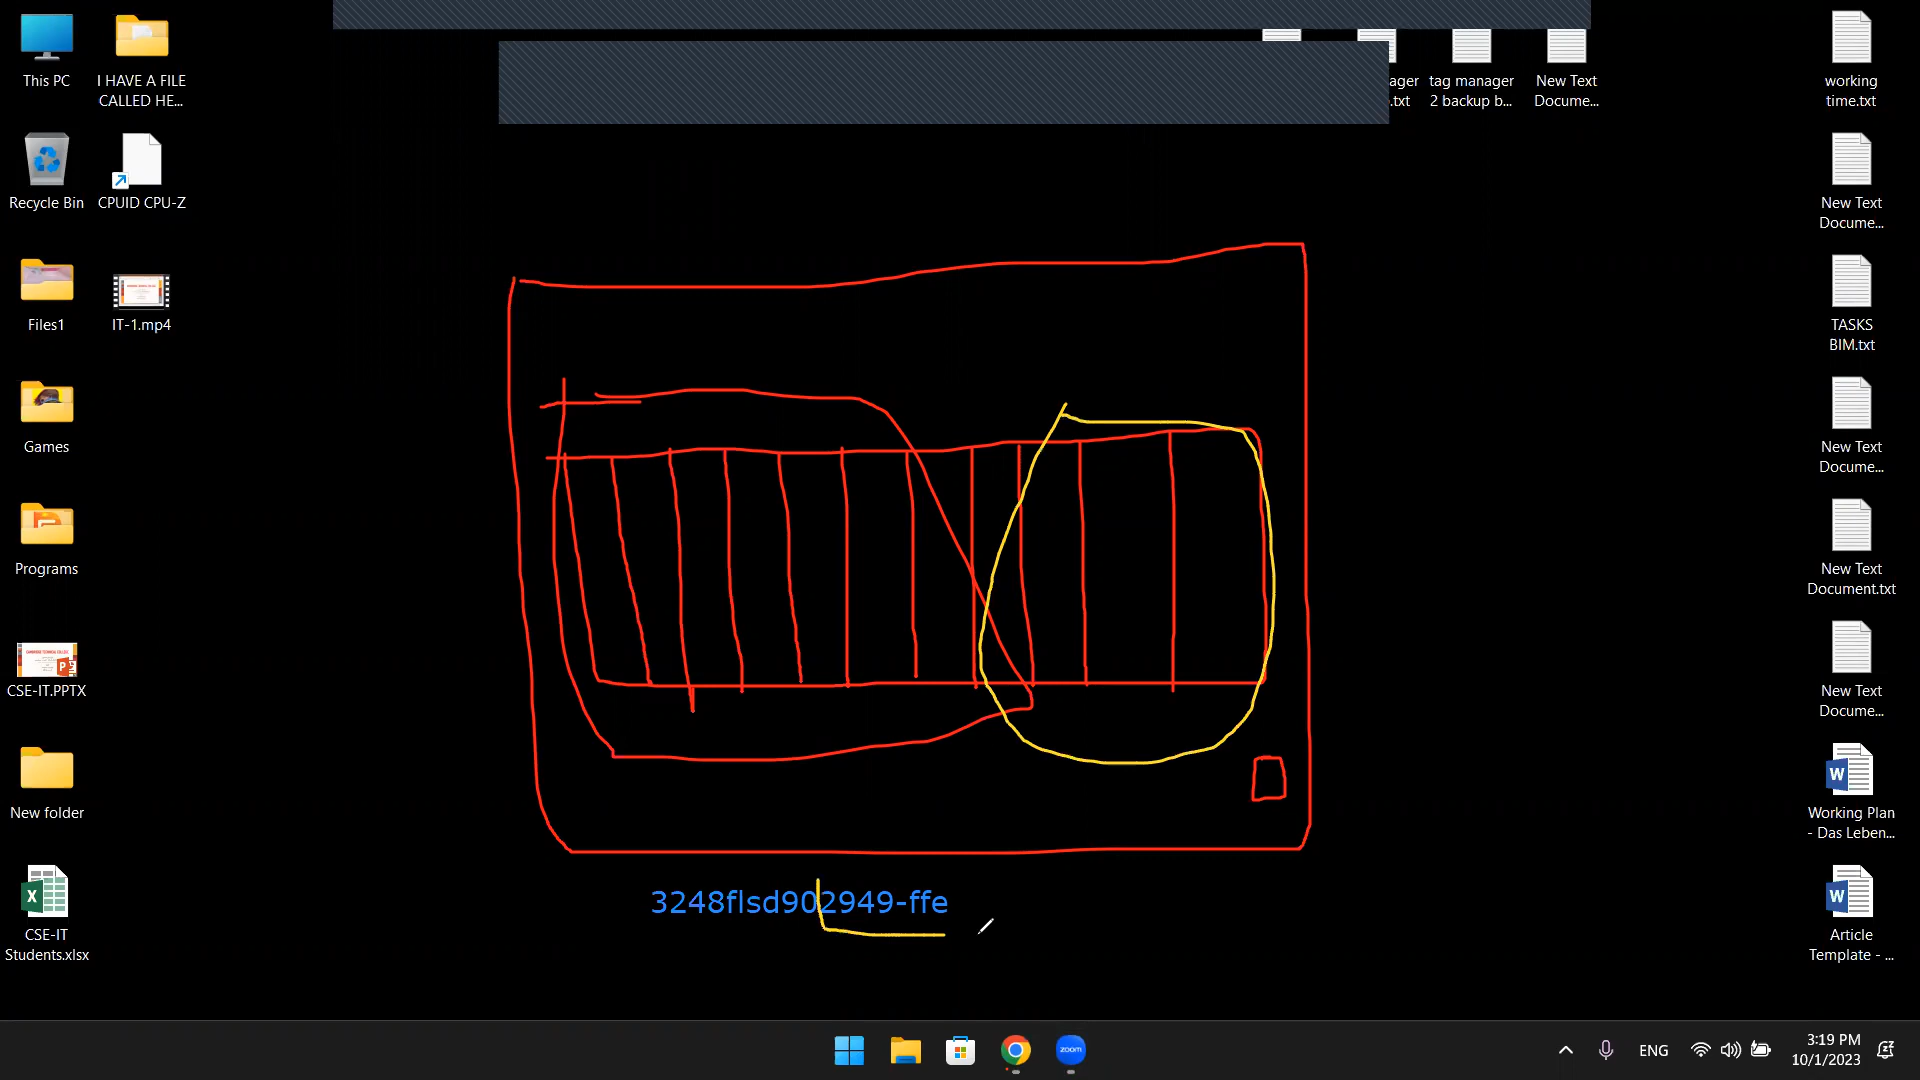 This PC
I HAVE A FILE
CALLED HE...
Recycle Bin
CPUID CPU-Z
Files1
IT-1.mp4
Games
Programs
CSE-IT.PPTX
New folder
CSE-IT
Students.xlsx
ager
.txt
tag manager
2 backup b...
New Text
Docume...
working
time.txt
New Text
Docume...
TASKS
BIM.txt
New Text
Docume...
New Text
Document.txt
New Text
Docume...
Working Plan
- Das Leben...
Article
Template - ...
3248flsd902949-ffe
zoom
ENG
3:19 PM
10/1/2023